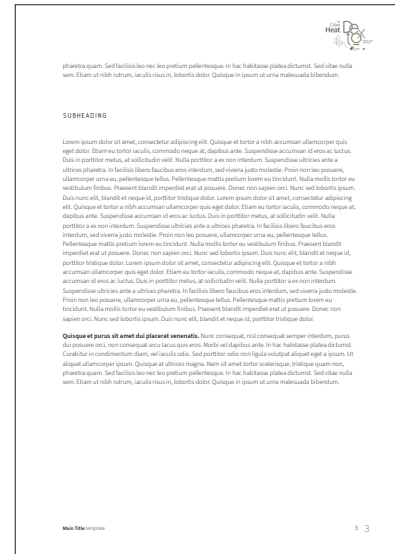 Cities
Heat
Detox
pharetra quam. Sed facilisis leo nec leo pretium pellentesque. In hac habitasse platea dictumst. Sed vitae nulla
sem. Etiam ut nibh rutrum, iaculis risus in, lobortis dolor. Quisque in ipsum ut urna malesuada bibendum.
SUBHEADING
Lorem ipsum dolor sit amet, consectetur adipiscing elit. Quisque et tortor a nibh accumsan ullamcorper quis
eget dolor. Etiam eu tortor iaculis, commodo neque at, dapibus ante. Suspendisse accumsan id eros ac luctus.
Duis in porttitor metus, at sollicitudin velit. Nulla porttitor a ex non interdum. Suspendisse ultricies ante a
ultrices pharetra. In facilisis libero faucibus eros interdum, sed viverra justo molestie. Proin non leo posuere,
ullamcorper urna eu, pellentesque tellus. Pellentesque mattis pretium lorem eu tincidunt. Nulla mollis tortor eu
vestibulum finibus. Praesent blandit imperdiet erat ut posuere. Donec non sapien orci. Nunc sed lobortis ipsum.
Duis nunc elit, blandit et neque id, porttitor tristique dolor. Lorem ipsum dolor sit amet, consectetur adipiscing
elit. Quisque et tortor a nibh accumsan ullamcorper quis eget dolor. Etiam eu tortor iaculis, commodo neque at,
dapibus ante. Suspendisse accumsan id eros ac luctus. Duis in porttitor metus, at sollicitudin velit. Nulla
porttitor a ex non interdum. Suspendisse ultricies ante a ultrices pharetra. In facilisis libero faucibus eros
interdum, sed viverra justo molestie. Proin non leo posuere, ullamcorper urna eu, pellentesque tellus.
Pellentesque mattis pretium lorem eu tincidunt. Nulla mollis tortor eu vestibulum finibus. Praesent blandit
imperdiet erat ut posuere. Donec non sapien orci. Nunc sed lobortis ipsum. Duis nunc elit, blandit et neque id,
porttitor tristique dolor. Lorem ipsum dolor sit amet, consectetur adipiscing elit. Quisque et tortor a nibh
accumsan ullamcorper quis eget dolor. Etiam eu tortor iaculis, commodo neque at, dapibus ante. Suspendisse
accumsan id eros ac luctus. Duis in porttitor metus, at sollicitudin velit. Nulla porttitor a ex non interdum.
Suspendisse ultricies ante a ultrices pharetra. In facilisis libero faucibus eros interdum, sed viverra justo molestie.
Proin non leo posuere, ullamcorper urna eu, pellentesque tellus. Pellentesque mattis pretium lorem eu
tincidunt. Nulla mollis tortor eu vestibulum finibus. Praesent blandit imperdiet erat ut posuere. Donec non
sapien orci. Nunc sed lobortis ipsum. Duis nunc elit, blandit et neque id, porttitor tristique dolor.
Quisque et purus sit amet dui placerat venenatis. Nunc consequat, nisl consequat semper interdum, purus
dui posuere orci, non consequat arcu lacus quis eros. Morbi vel dapibus ante. In hac habitasse platea dictumst.
Curabitur in condimentum diam, vel iaculis odio. Sed porttitor odio non ligula volutpat aliquet eget a ipsum. Ut
aliquet ullamcorper ipsum. Quisque at ultrices magna. Nam sit amet tortor scelerisque, tristique quam non,
pharetra quam. Sed facilisis leo nec leo pretium pellentesque. In hac habitasse platea dictumst. Sed vitae nulla
sem. Etiam ut nibh rutrum, iaculis risus in, lobortis dolor. Quisque in ipsum ut urna malesuada bibendum.
Main Title template
3 3